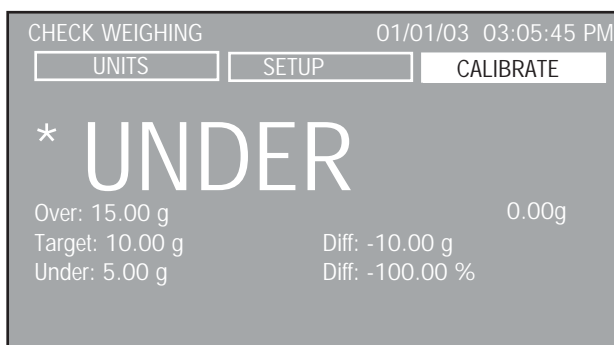 CHECK WEIGHING 01/01/03 03:05:45 PM
UNITS SETUP CALIBRATE
* UNDER
Over: 15.00 g 0.00g
Target: 10.00 g Diff: -10.00 g
Under: 5.00 g Diff: -100.00 %